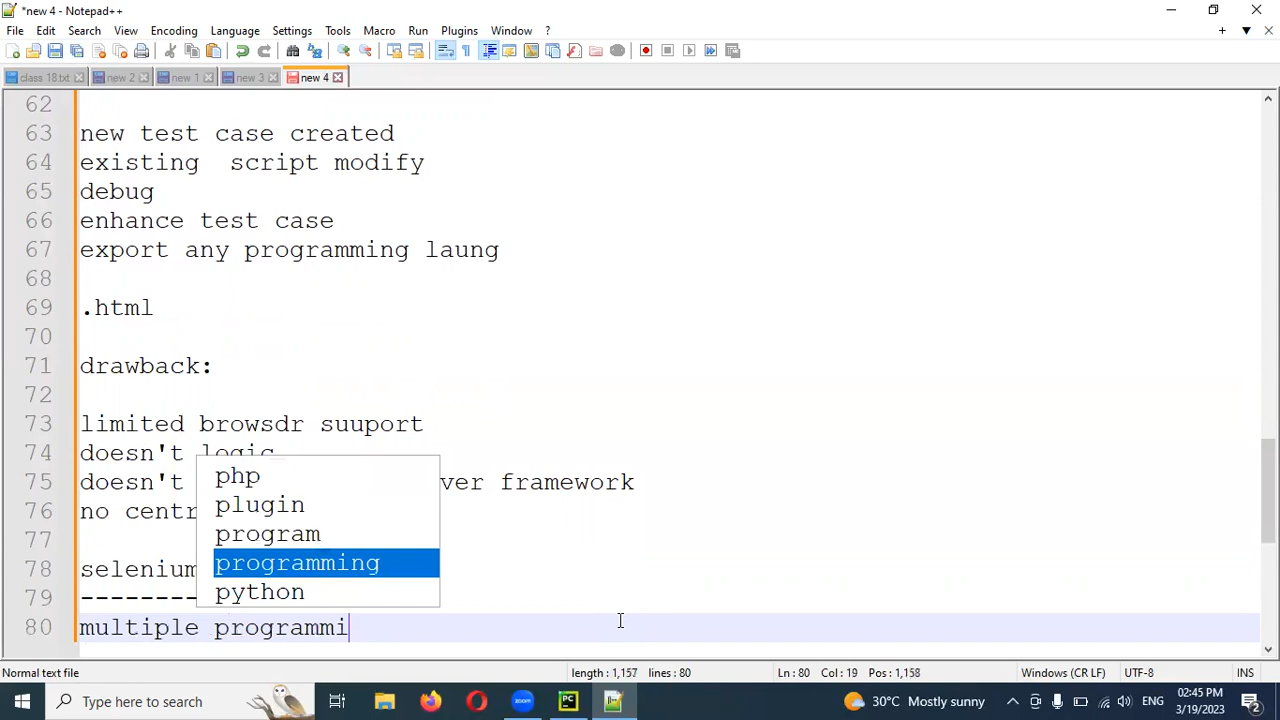 *new 4 - Notepad++
File Edit Search View Encoding Language Settings Tools Macro Run Plugins Window ?
class 18.txt new 2 new 1 new 3 new 4
62
63 new test case created
64 existing  script modify
65 debug
66 enhance test case
67 export any programming laung
68
69 .html
70
71 drawback:
72
73 limited browsdr suuport
74 doesn't logic
75 doesn't ver framework
76 no centr
77
78 selenium
79 --------
80 multiple programmi
php
plugin
program
programming
python
Normal text file length : 1,157 lines : 80 Ln : 80 Col : 19 Pos : 1,158 Windows (CR LF) UTF-8 INS
Type here to search zoom PC 30°C Mostly sunny ENG 02:45 PM
3/19/2023 2